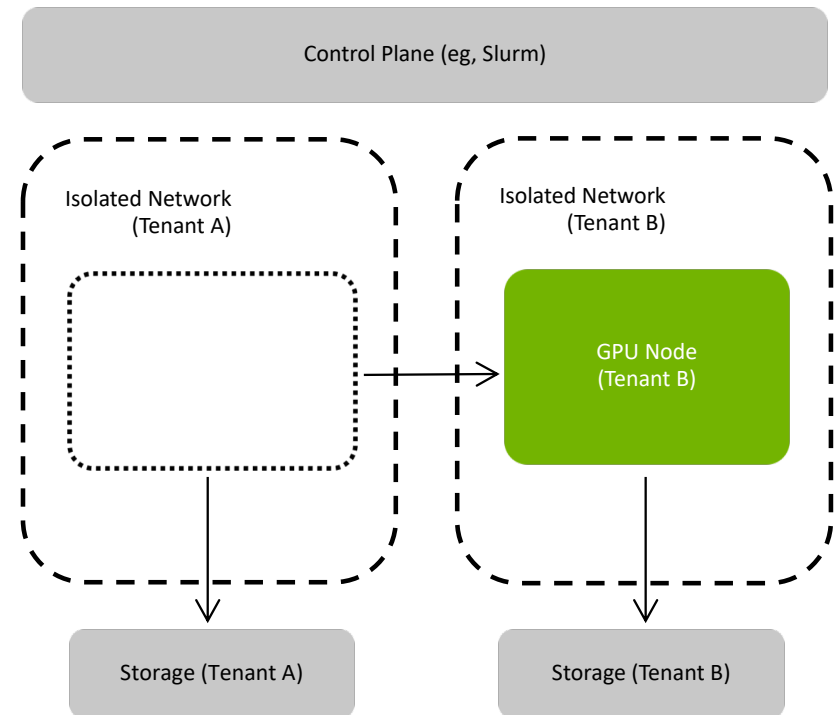 Control Plane (eg, Slurm)
Isolated Network
(Tenant A)
Isolated Network
(Tenant B)
GPU Node
(Tenant B)
Storage (Tenant A)
Storage (Tenant B)